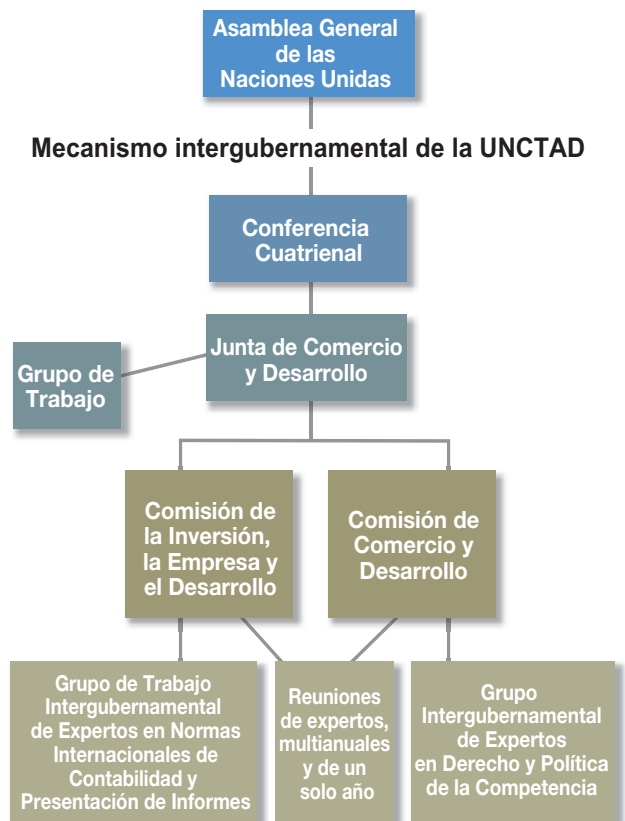 Asamblea General
de las
Naciones Unidas
Mecanismo intergubernamental de la UNCTAD
Conferencia
Cuatrienal
Junta de Comercio
y Desarrollo
Grupo de
Trabajo
Comisión de
la Inversión,
la Empresa y
el Desarrollo
Comisión de
Comercio y
Desarrollo
Grupo de Trabajo
Intergubernamental
de Expertos en Normas
Internacionales de
Contabilidad y
Presentación de Informes
Reuniones
de expertos,
multianuales
y de un
solo año
Grupo
Intergubernamental
de Expertos
en Derecho y Política
de la Competencia